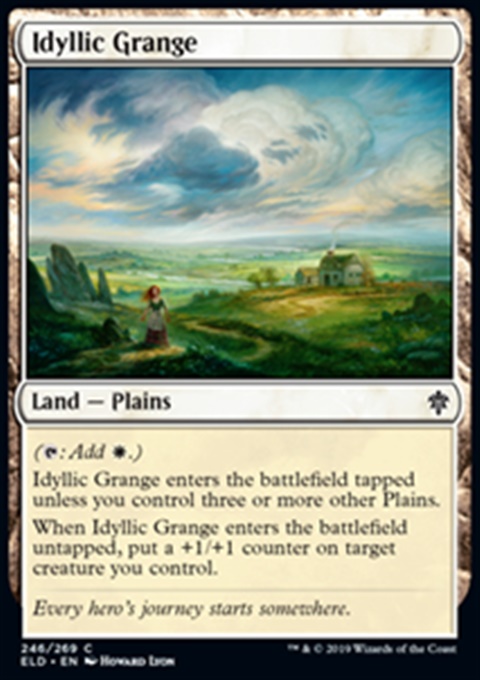 Idyllic Grange
Land — Plains
(: Add .)
Idyllic Grange enters the battlefield tapped
unless you control three or more other Plains.
When Idyllic Grange enters the battlefield
untapped, put a +1/+1 counter on target
creature you control.
Every hero's journey starts somewhere.
246/269 C
™ & © 2019 Wizards of the Coast
ELD • EN Howard Lyon